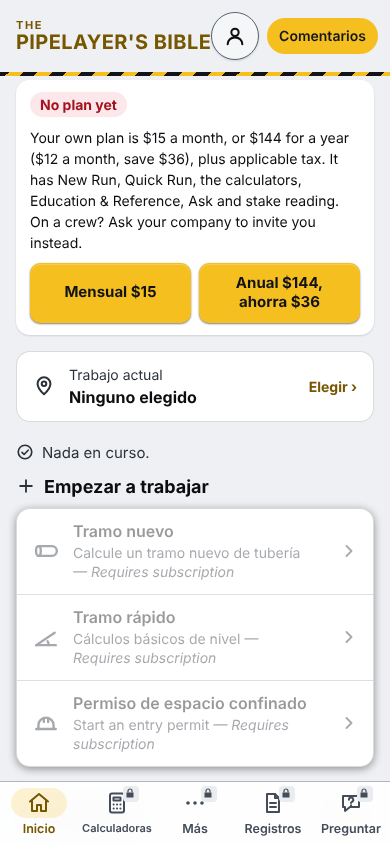 THE
PIPELAYER'S BIBLE
Comentarios
No plan yet
Your own plan is $15 a month, or $144 for a year
($12 a month, save $36), plus applicable tax. It
has New Run, Quick Run, the calculators,
Education & Reference, Ask and stake reading.
On a crew? Ask your company to invite you
instead.
Mensual $15
Anual $144,
ahorra $36
Trabajo actual
Ninguno elegido
Elegir ›
Nada en curso.
Empezar a trabajar
Tramo nuevo
Calcule un tramo nuevo de tubería
— Requires subscription
Tramo rápido
Cálculos básicos de nivel —
Requires subscription
Permiso de espacio confinado
Start an entry permit — Requires
subscription
Inicio
Calculadoras
Más
Registros
Preguntar